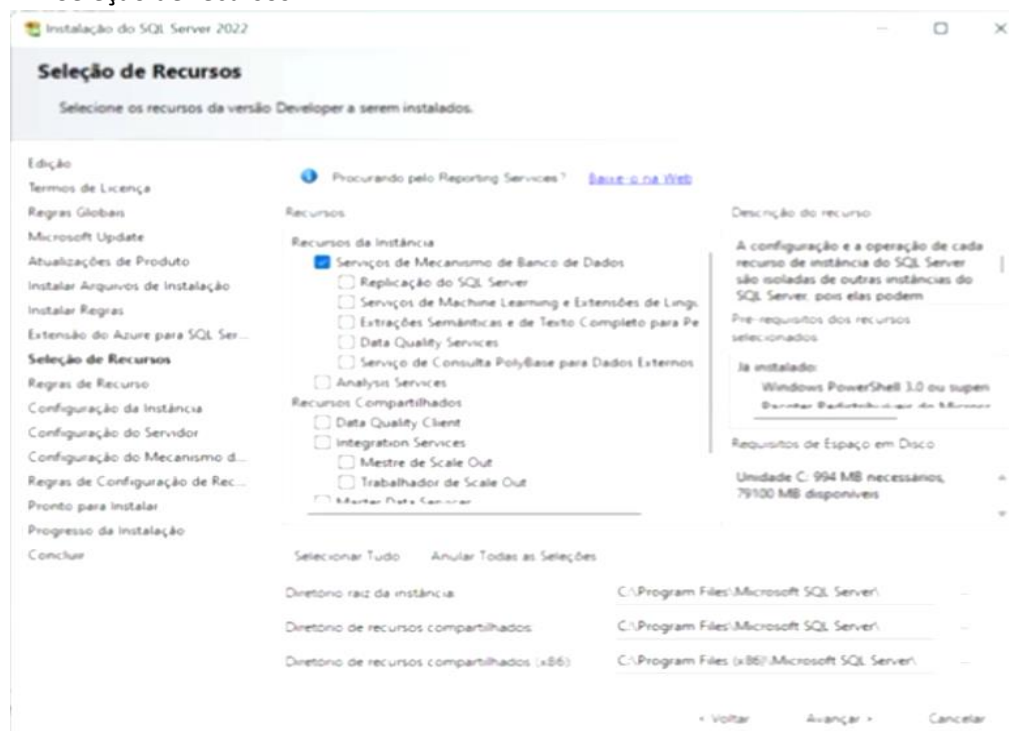 Instalação do SQL Server 2022
Seleção de Recursos
Selecione os recursos da versão Developer a serem instalados.
Edição
Termos de Licença
Regras Globais
Microsoft Update
Atualizações de Produto
Instalar Arquivos de Instalação
Instalar Regras
Extensão do Azure para SQL Ser...
Seleção de Recursos
Regras de Recurso
Configuração da Instância
Configuração do Servidor
Configuração do Mecanismo d...
Regras de Configuração de Rec...
Pronto para Instalar
Progresso da Instalação
Concluir
Procurando pelo Reporting Services? Baixe-o na Web
Recursos
Recursos da Instância
Serviços de Mecanismo de Banco de Dados
Replicação do SQL Server
Serviços de Machine Learning e Extensões de Lingu
Extrações Semânticas e de Texto Completo para Pe
Data Quality Services
Serviço de Consulta PolyBase para Dados Externos
Analysis Services
Recursos Compartilhados
Data Quality Client
Integration Services
Mestre de Scale Out
Trabalhador de Scale Out
Master Data Services
Descrição do recurso
A configuração e a operação de cada
recurso de instância do SQL Server
são isoladas de outras instâncias do
SQL Server, pois elas podem
Pré-requisitos dos recursos
selecionados
Já instalado:
Windows PowerShell 3.0 ou superi
Requisitos de Espaço em Disco
Unidade C: 994 MB necessários,
79100 MB disponíveis
Selecionar Tudo Anular Todas as Seleções
Diretório raiz da instância: C:\Program Files\Microsoft SQL Server\ ...
Diretório de recursos compartilhados: C:\Program Files\Microsoft SQL Server\ ...
Diretório de recursos compartilhados (x86): C:\Program Files (x86)\Microsoft SQL Server\ ...
< Voltar Avançar > Cancelar